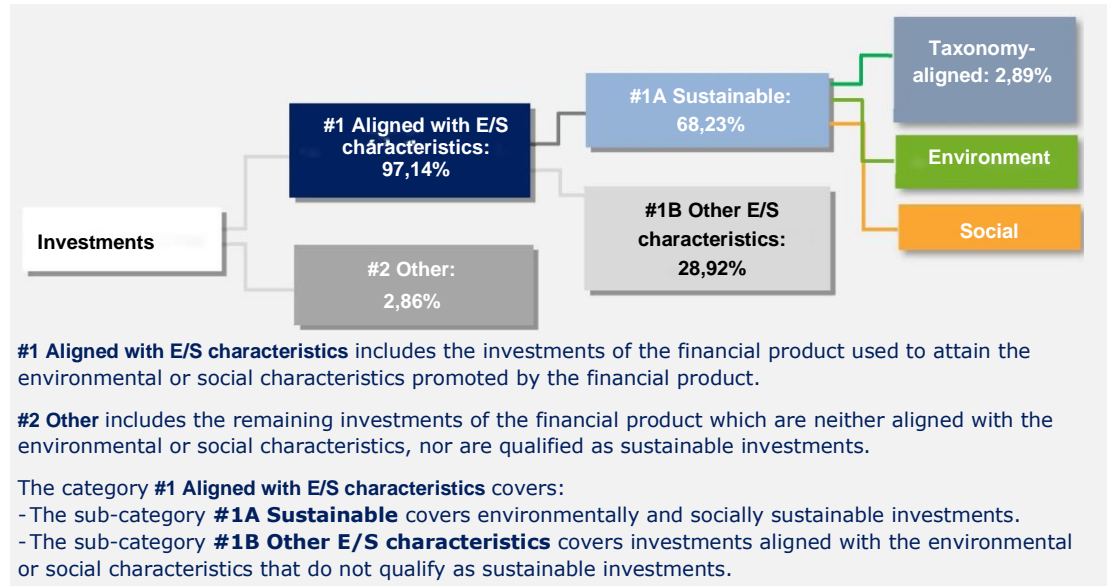 Taxonomy-
aligned: 2,89%
#1A Sustainable:
68,23%
#1 Aligned with E/S
characteristics:
97,14%
Environment
#1B Other E/S
characteristics:
28,92%
Social
Investments
#2 Other:
2,86%
#1 Aligned with E/S characteristics includes the investments of the financial product used to attain the
environmental or social characteristics promoted by the financial product.
#2 Other includes the remaining investments of the financial product which are neither aligned with the
environmental or social characteristics, nor are qualified as sustainable investments.
The category #1 Aligned with E/S characteristics covers:
-The sub-category #1A Sustainable covers environmentally and socially sustainable investments.
-The sub-category #1B Other E/S characteristics covers investments aligned with the environmental
or social characteristics that do not qualify as sustainable investments.